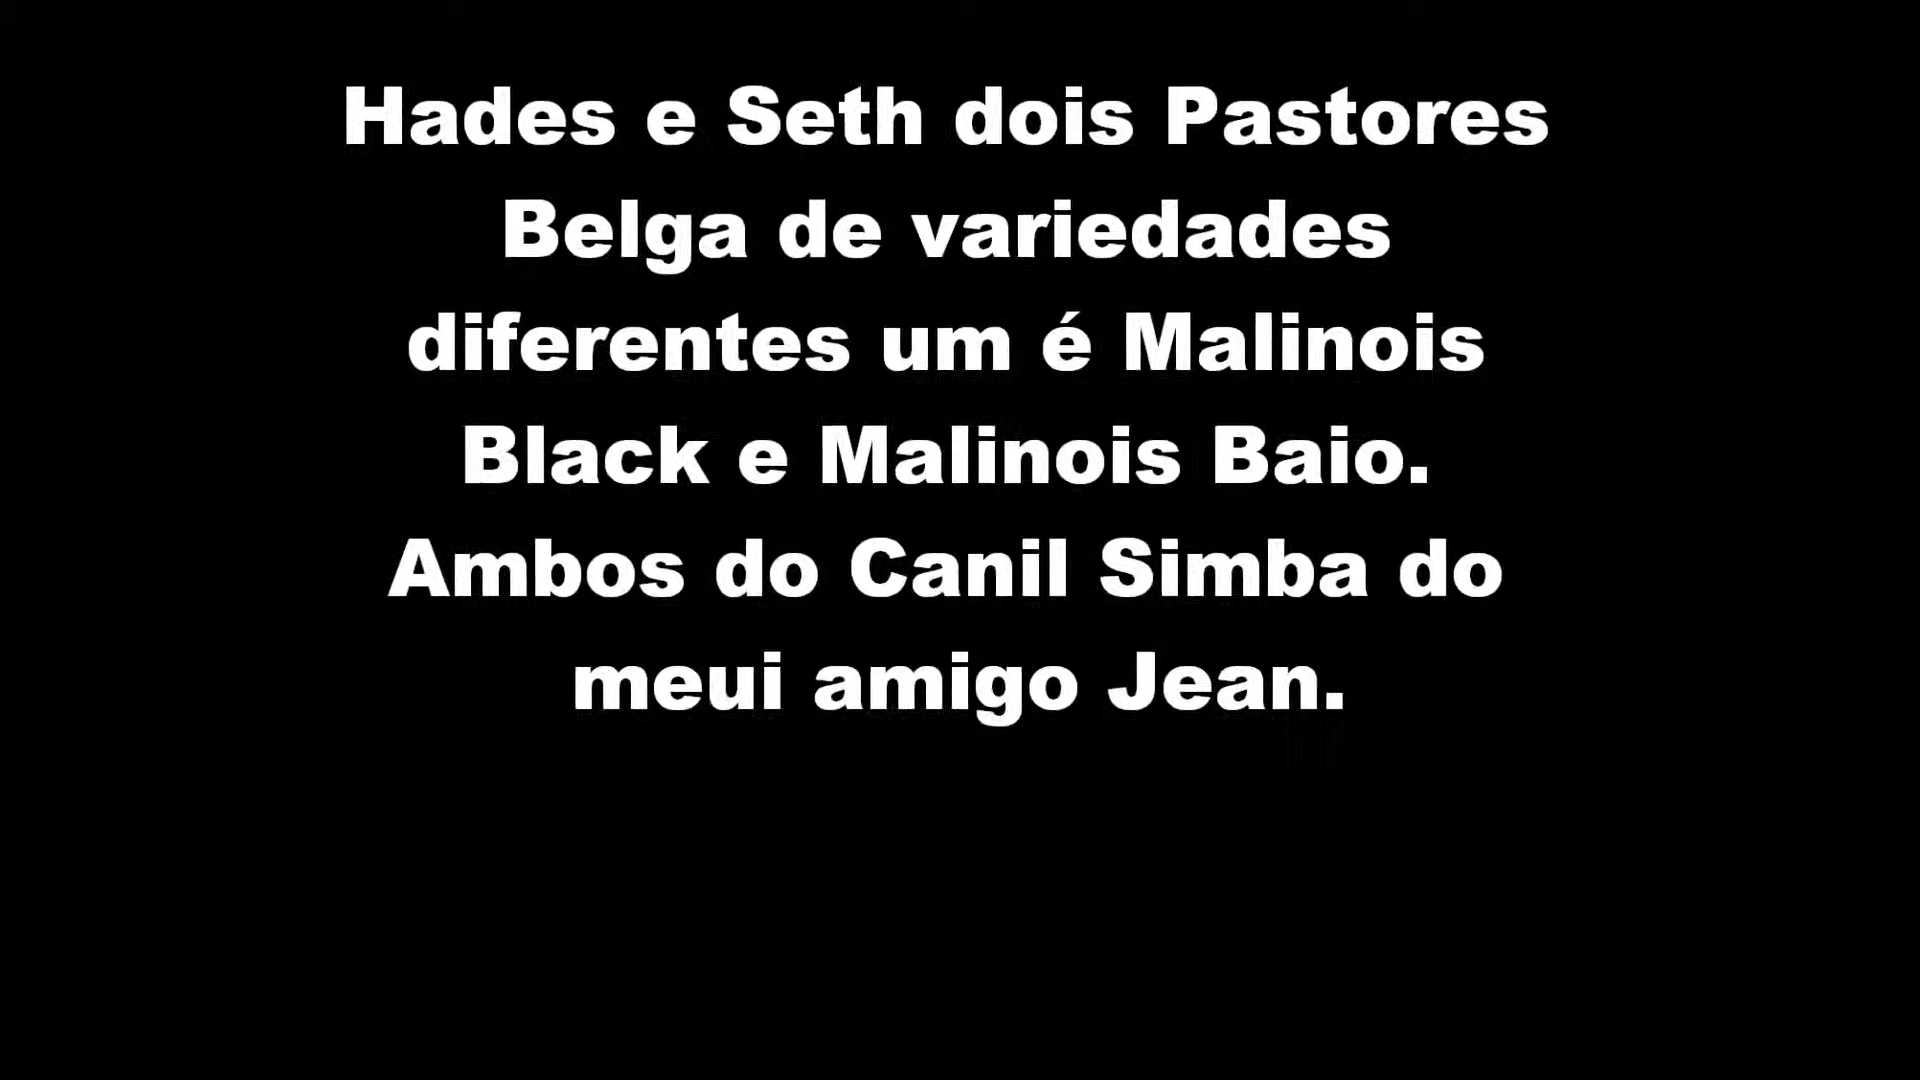 Hades e Seth dois Pastores
Belga de variedades
diferentes um é Malinois
Black e Malinois Baio.
Ambos do Canil Simba do
meui amigo Jean.